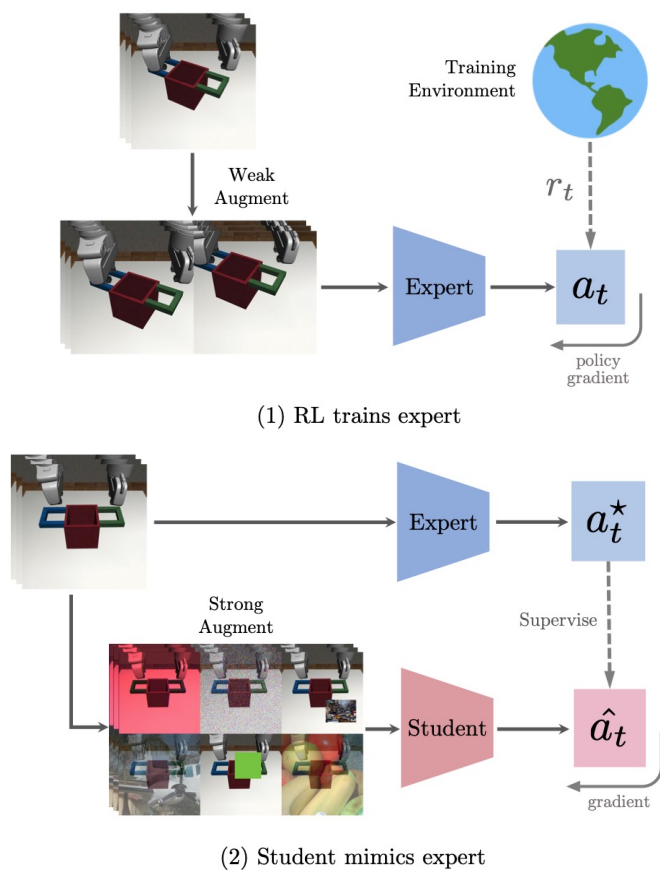 Training
Environment
Weak
Augment
r_t
Expert
a_t
policy
gradient
(1) RL trains expert
Expert
a_t^⋆
Strong
Augment
Supervise
Student
â_t
gradient
(2) Student mimics expert